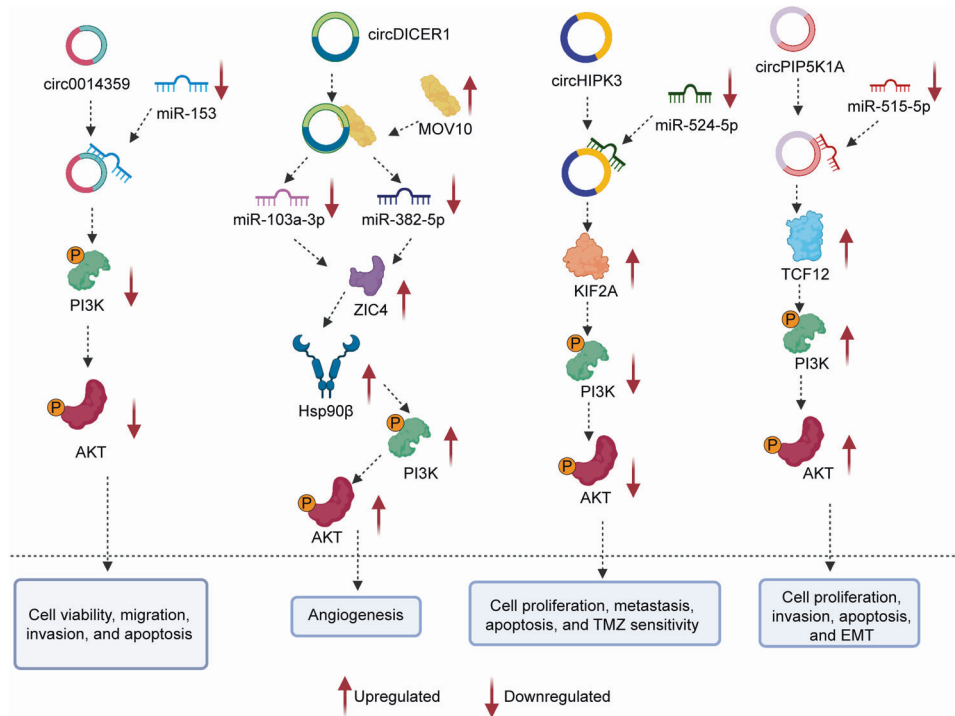 circ0014359
miR-153
P
PI3K
P
AKT
Cell viability, migration,
invasion, and apoptosis
circDICER1
MOV10
miR-103a-3p
miR-382-5p
ZIC4
Hsp90β
P
PI3K
P
AKT
Angiogenesis
circHIPK3
miR-524-5p
KIF2A
P
PI3K
P
AKT
Cell proliferation, metastasis,
apoptosis, and TMZ sensitivity
circPIP5K1A
miR-515-5p
TCF12
P
PI3K
P
AKT
Cell proliferation,
invasion, apoptosis,
and EMT
Upregulated
Downregulated